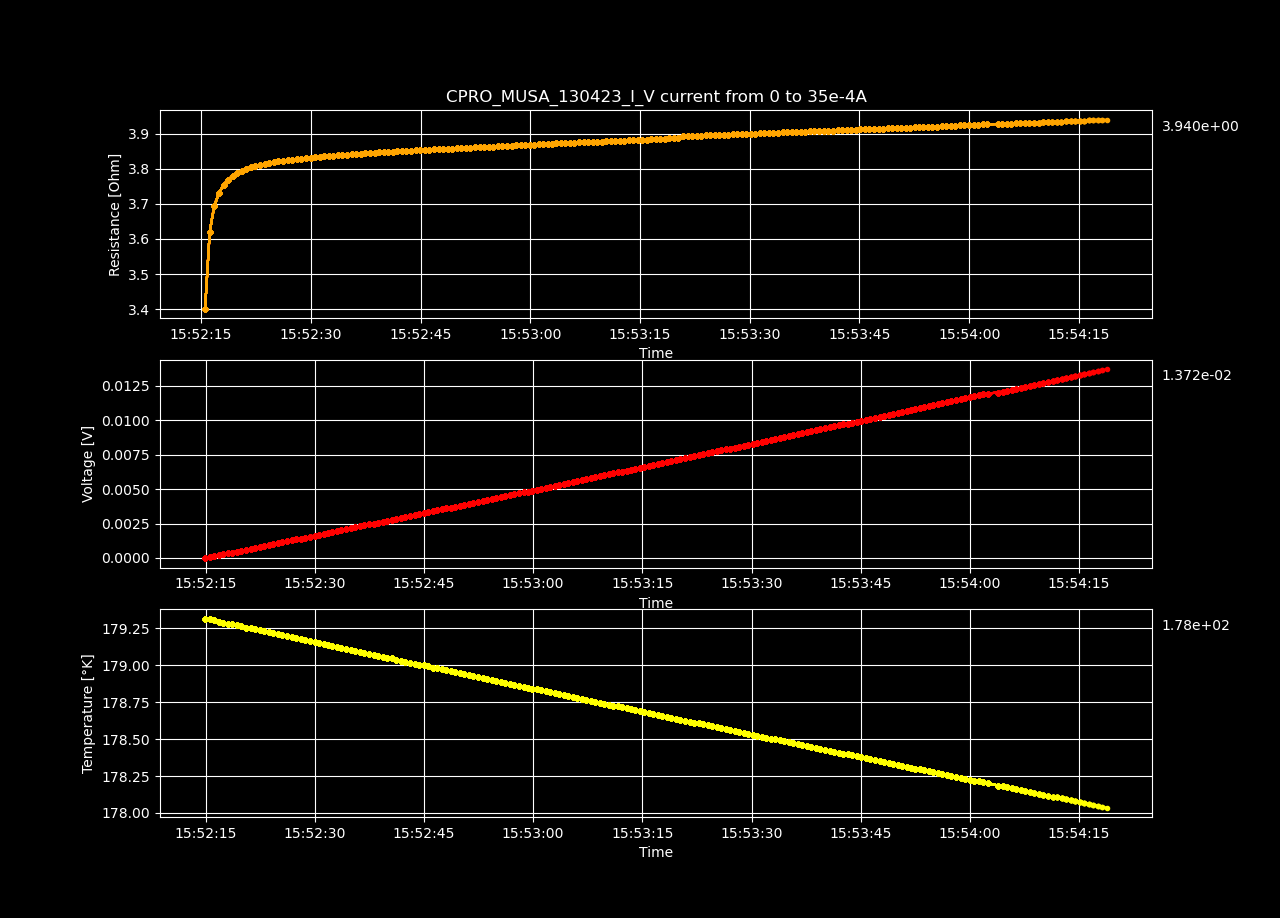 CPRO_MUSA_130423_I_V current from 0 to 35e-4A
3.940e+00
Resistance [Ohm]
3.9
3.8
3.7
3.6
3.5
3.4
15:52:15 15:52:30 15:52:45 15:53:00 15:53:15 15:53:30 15:53:45 15:54:00 15:54:15
Time
1.372e-02
Voltage [V]
0.0125
0.0100
0.0075
0.0050
0.0025
0.0000
15:52:15 15:52:30 15:52:45 15:53:00 15:53:15 15:53:30 15:53:45 15:54:00 15:54:15
Time
1.78e+02
Temperature [°K]
179.25
179.00
178.75
178.50
178.25
178.00
15:52:15 15:52:30 15:52:45 15:53:00 15:53:15 15:53:30 15:53:45 15:54:00 15:54:15
Time